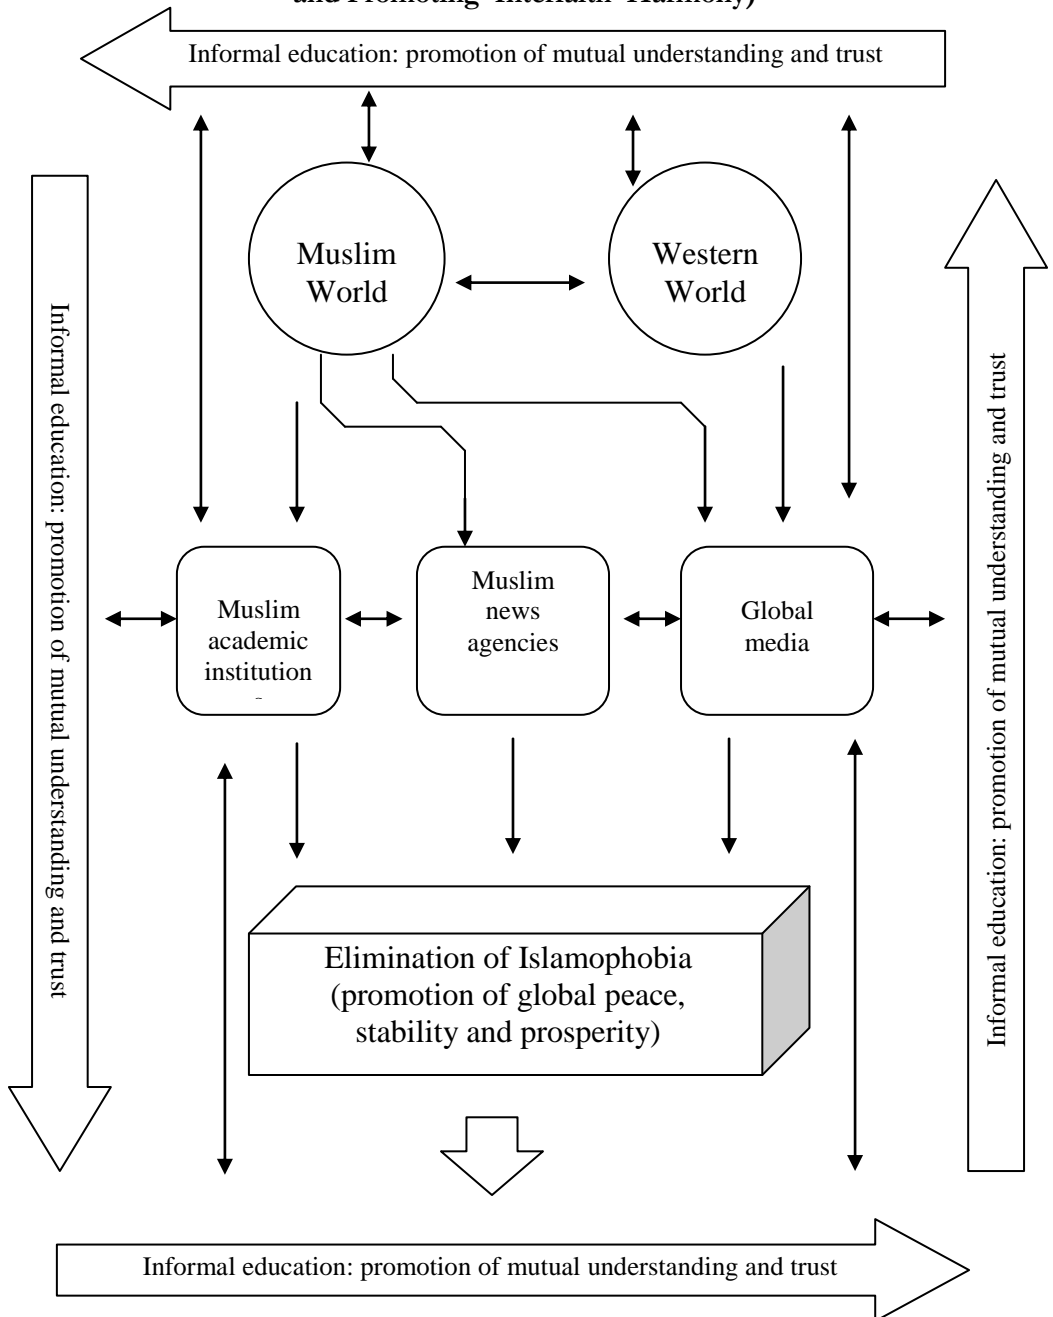 and Promoting Interfaith Harmony)
Informal education: promotion of mutual understanding and trust
Muslim
World
Western
World
Informal education: promotion of mutual understanding and trust
Informal education: promotion of mutual understanding and trust
Muslim
academic
institution
Muslim
news
agencies
Global
media
Elimination of Islamophobia
(promotion of global peace,
stability and prosperity)
Informal education: promotion of mutual understanding and trust